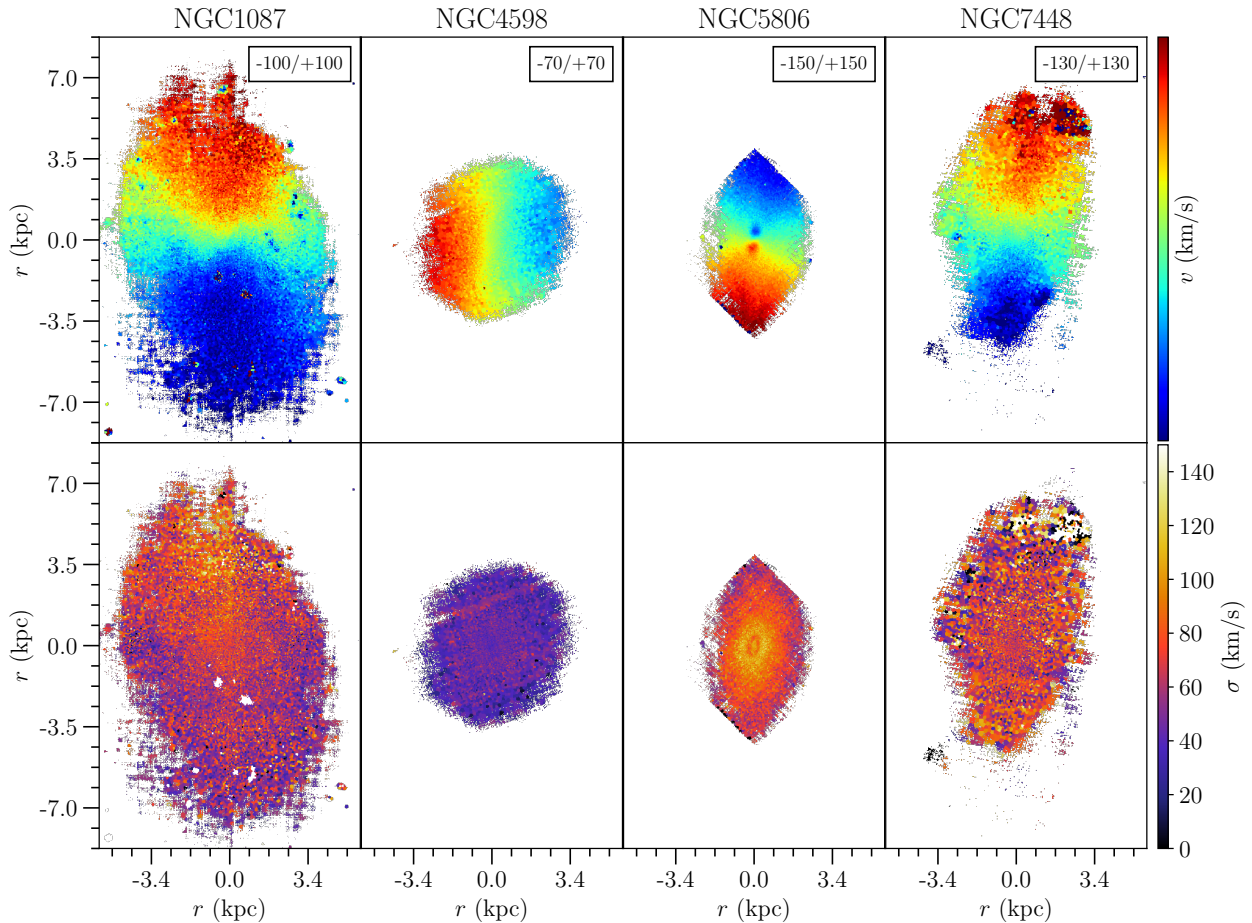 NGC1087 NGC4598 NGC5806 NGC7448
-100/+100 -70/+70 -150/+150 -130/+130
7.0
3.5
0.0
-3.5
-7.0
r (kpc)
v (km/s)
7.0
3.5
0.0
-3.5
-7.0
r (kpc)
140
120
100
80
60
40
20
0
σ (km/s)
-3.4 0.0 3.4 -3.4 0.0 3.4 -3.4 0.0 3.4 -3.4 0.0 3.4
r (kpc) r (kpc) r (kpc) r (kpc)